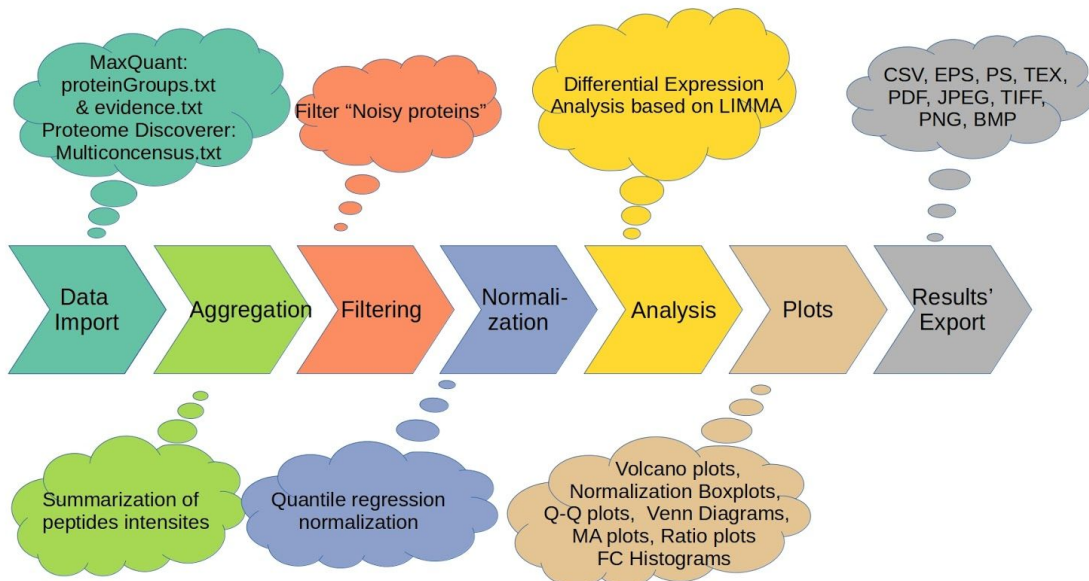 MaxQuant:
proteinGroups.txt
& evidence.txt
Proteome Discoverer:
Multiconcensus.txt
Filter “Noisy proteins”
Differential Expression
Analysis based on LIMMA
CSV, EPS, PS, TEX,
PDF, JPEG, TIFF,
PNG, BMP
Data
Import
Aggregation
Filtering
Normali-
zation
Analysis
Plots
Results’
Export
Summarization of
peptides intensites
Quantile regression
normalization
Volcano plots,
Normalization Boxplots,
Q-Q plots, Venn Diagrams,
MA plots, Ratio plots
FC Histograms